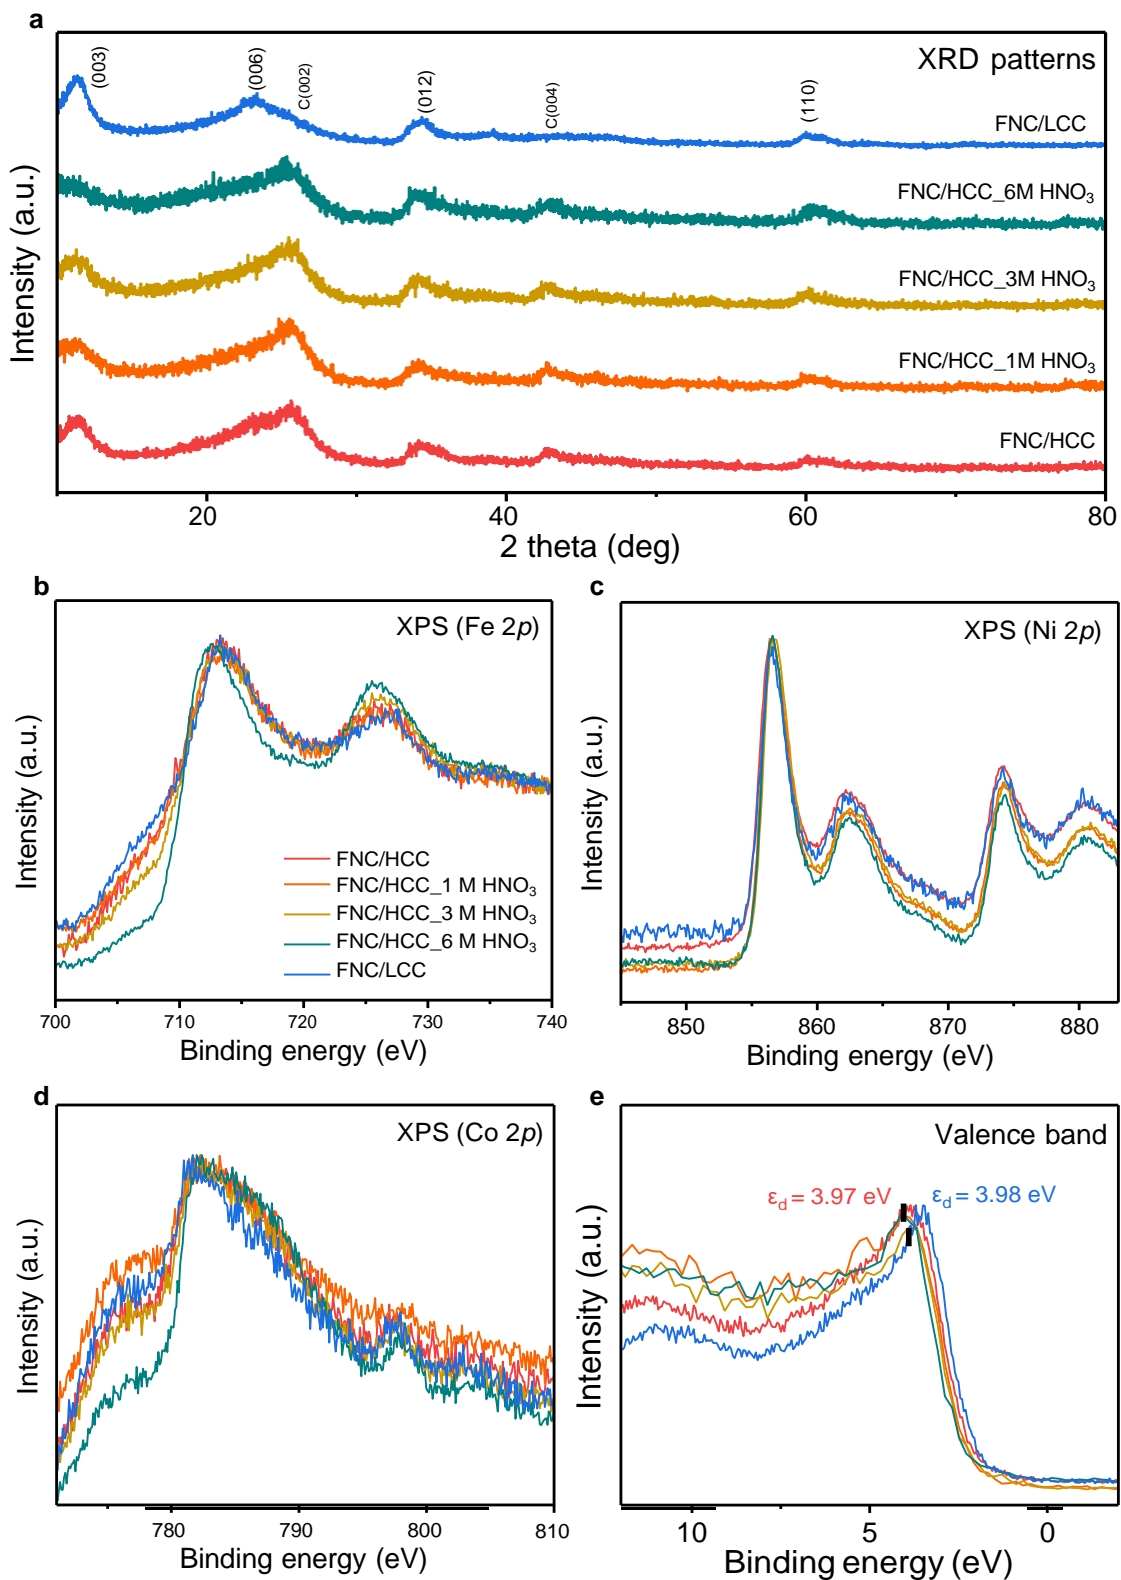 a
XRD patterns
(003)
(006)
C(002)
(012)
C(004)
(110)
FNC/LCC
FNC/HCC_6M HNO₃
FNC/HCC_3M HNO₃
FNC/HCC_1M HNO₃
FNC/HCC
Intensity (a.u.)
20 40 60 80
2 theta (deg)
b
XPS (Fe 2p)
Intensity (a.u.)
FNC/HCC
FNC/HCC_1 M HNO₃
FNC/HCC_3 M HNO₃
FNC/HCC_6 M HNO₃
FNC/LCC
700 710 720 730 740
Binding energy (eV)
c
XPS (Ni 2p)
Intensity (a.u.)
850 860 870 880
Binding energy (eV)
d
XPS (Co 2p)
Intensity (a.u.)
780 790 800 810
Binding energy (eV)
e
Valence band
εd = 3.97 eV
εd = 3.98 eV
Intensity (a.u.)
10 5 0
Binding energy (eV)